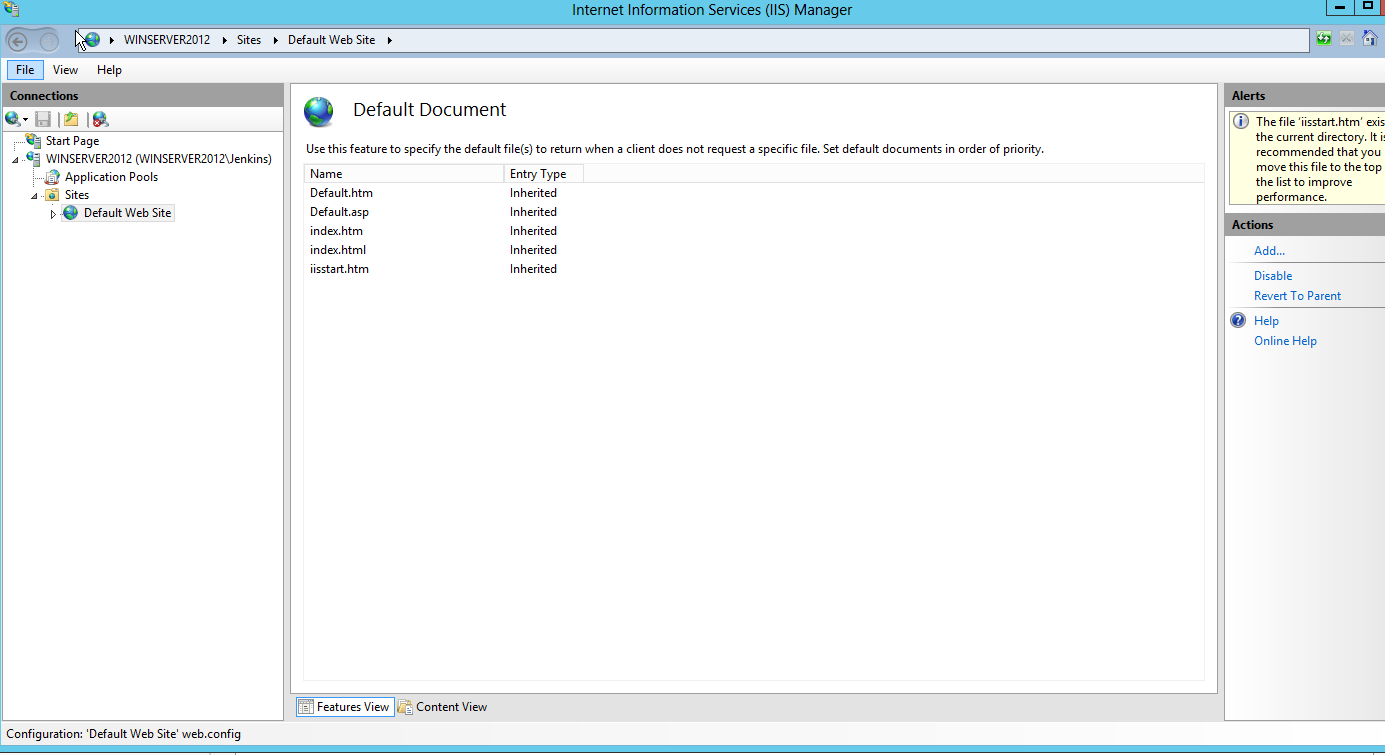 Internet Information Services (IIS) Manager
WINSERVER2012 Sites Default Web Site
File View Help
Connections
Start Page
WINSERVER2012 (WINSERVER2012\Jenkins)
Application Pools
Sites
Default Web Site
Default Document
Use this feature to specify the default file(s) to return when a client does not request a specific file. Set default documents in order of priority.
Name Entry Type
Default.htm Inherited
Default.asp Inherited
index.htm Inherited
index.html Inherited
iisstart.htm Inherited
Features View Content View
Alerts
The file 'iisstart.htm' exis
the current directory. It is
recommended that you
move this file to the top
the list to improve
performance.
Actions
Add...
Disable
Revert To Parent
Help
Online Help
Configuration: 'Default Web Site' web.config